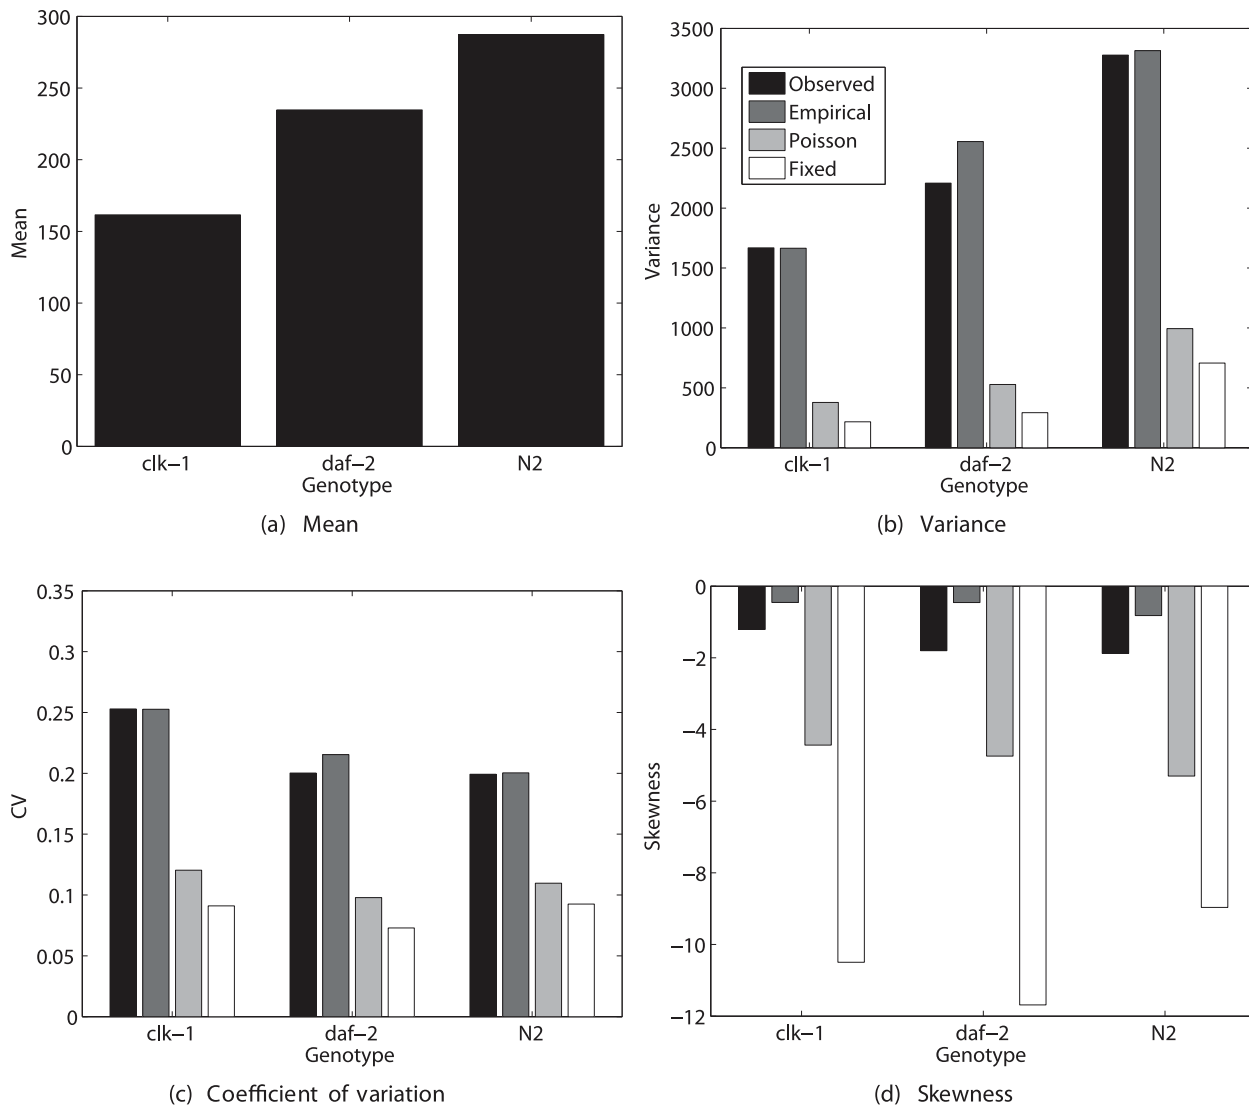 300
250
200
150
100
50
0
Mean
clk−1
daf−2
N2
Genotype
(a) Mean
3500
3000
2500
2000
1500
1000
500
0
Variance
Observed
Empirical
Poisson
Fixed
clk−1
daf−2
N2
Genotype
(b) Variance
0.35
0.3
0.25
0.2
0.15
0.1
0.05
0
CV
clk−1
daf−2
N2
Genotype
(c) Coefficient of variation
0
−2
−4
−6
−8
−10
−12
Skewness
clk−1
daf−2
N2
Genotype
(d) Skewness